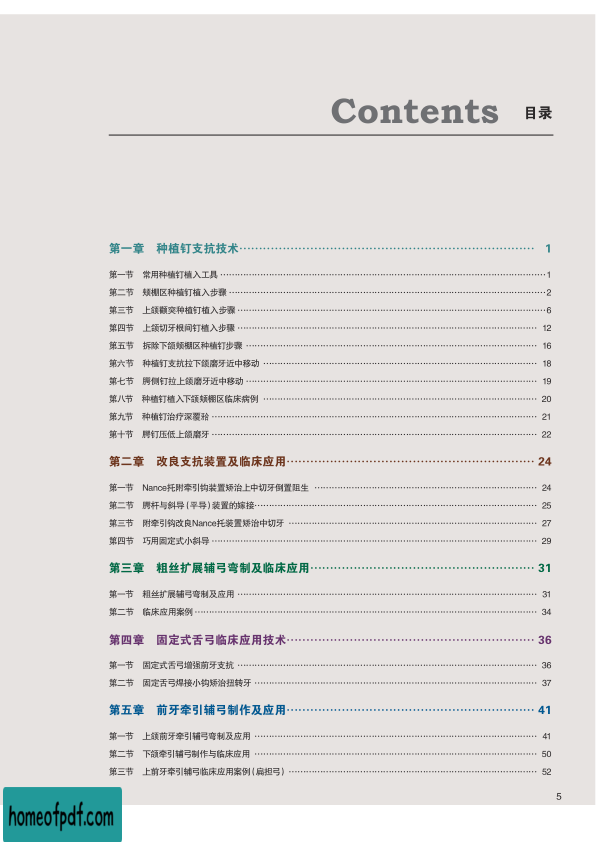 Contents 目录
第一章 种植钉支抗技术 1
第一节 常用种植钉植入工具 1
第二节 颊棚区种植钉植入步骤 2
第三节 上颌颧突种植钉植入步骤 6
第四节 上颌切牙根间钉植入步骤 12
第五节 拆除下颌颊棚区种植钉步骤 16
第六节 种植钉支抗拉下颌磨牙近中移动 18
第七节 腭侧钉拉上颌磨牙近中移动 19
第八节 种植钉植入下颌颊棚区临床病例 20
第九节 种植钉治疗深覆𬌗 21
第十节 腭钉压低上颌磨牙 22
第二章 改良支抗装置及临床应用 24
第一节 Nance托附牵引钩装置矫治上中切牙倒置阻生 24
第二节 腭杆与斜导(平导)装置的嫁接 25
第三节 附牵引钩改良Nance托装置矫治中切牙 27
第四节 巧用固定式小斜导 29
第三章 粗丝扩展辅弓弯制及临床应用 31
第一节 粗丝扩展辅弓弯制及应用 31
第二节 临床应用案例 34
第四章 固定式舌弓临床应用技术 36
第一节 固定式舌弓增强前牙支抗 36
第二节 固定舌弓焊接小钩矫治扭转牙 37
第五章 前牙牵引辅弓制作及应用 41
第一节 上颌前牙牵引辅弓弯制及应用 41
第二节 下颌牵引辅弓制作与临床应用 50
第三节 上前牙牵引辅弓临床应用案例(扁担弓) 52
5
homeofpdf.com